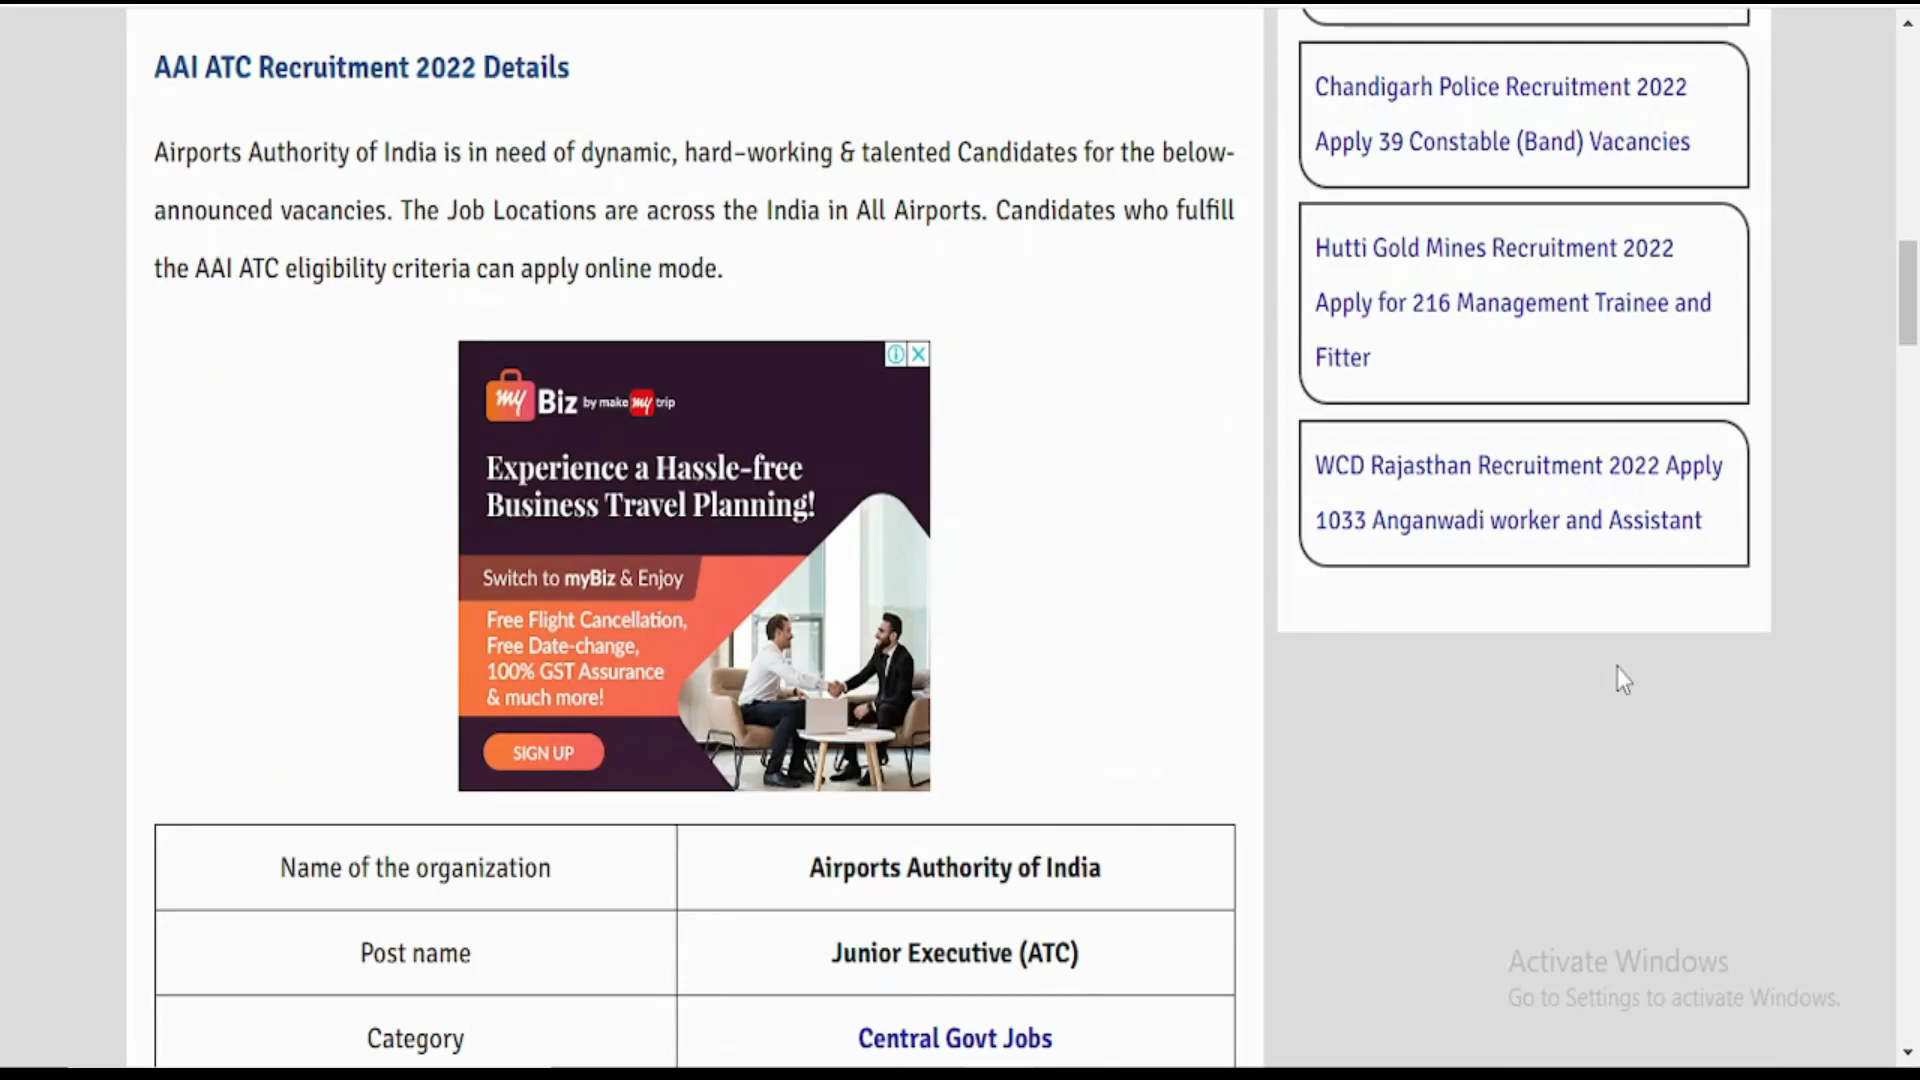 AAI ATC Recruitment 2022 Details
Airports Authority of India is in need of dynamic, hard-working & talented Candidates for the below-
announced vacancies. The Job Locations are across the India in All Airports. Candidates who fulfill
the AAI ATC eligibility criteria can apply online mode.
my Biz by make my trip
Experience a Hassle-free
Business Travel Planning!
Switch to myBiz & Enjoy
Free Flight Cancellation,
Free Date-change,
100% GST Assurance
& much more!
SIGN UP
Name of the organization
Airports Authority of India
Post name
Junior Executive (ATC)
Category
Central Govt Jobs
Chandigarh Police Recruitment 2022
Apply 39 Constable (Band) Vacancies
Hutti Gold Mines Recruitment 2022
Apply for 216 Management Trainee and
Fitter
WCD Rajasthan Recruitment 2022 Apply
1033 Anganwadi worker and Assistant
Activate Windows
Go to Settings to activate Windows.